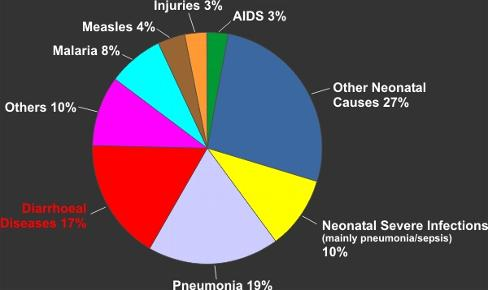 Injuries 3%
AIDS 3%
Measles 4%
Malaria 8%
Other Neonatal
Causes 27%
Others 10%
Diarrhoeal
Diseases 17%
Neonatal Severe Infections
(mainly pneumonia/sepsis)
10%
Pneumonia 19%